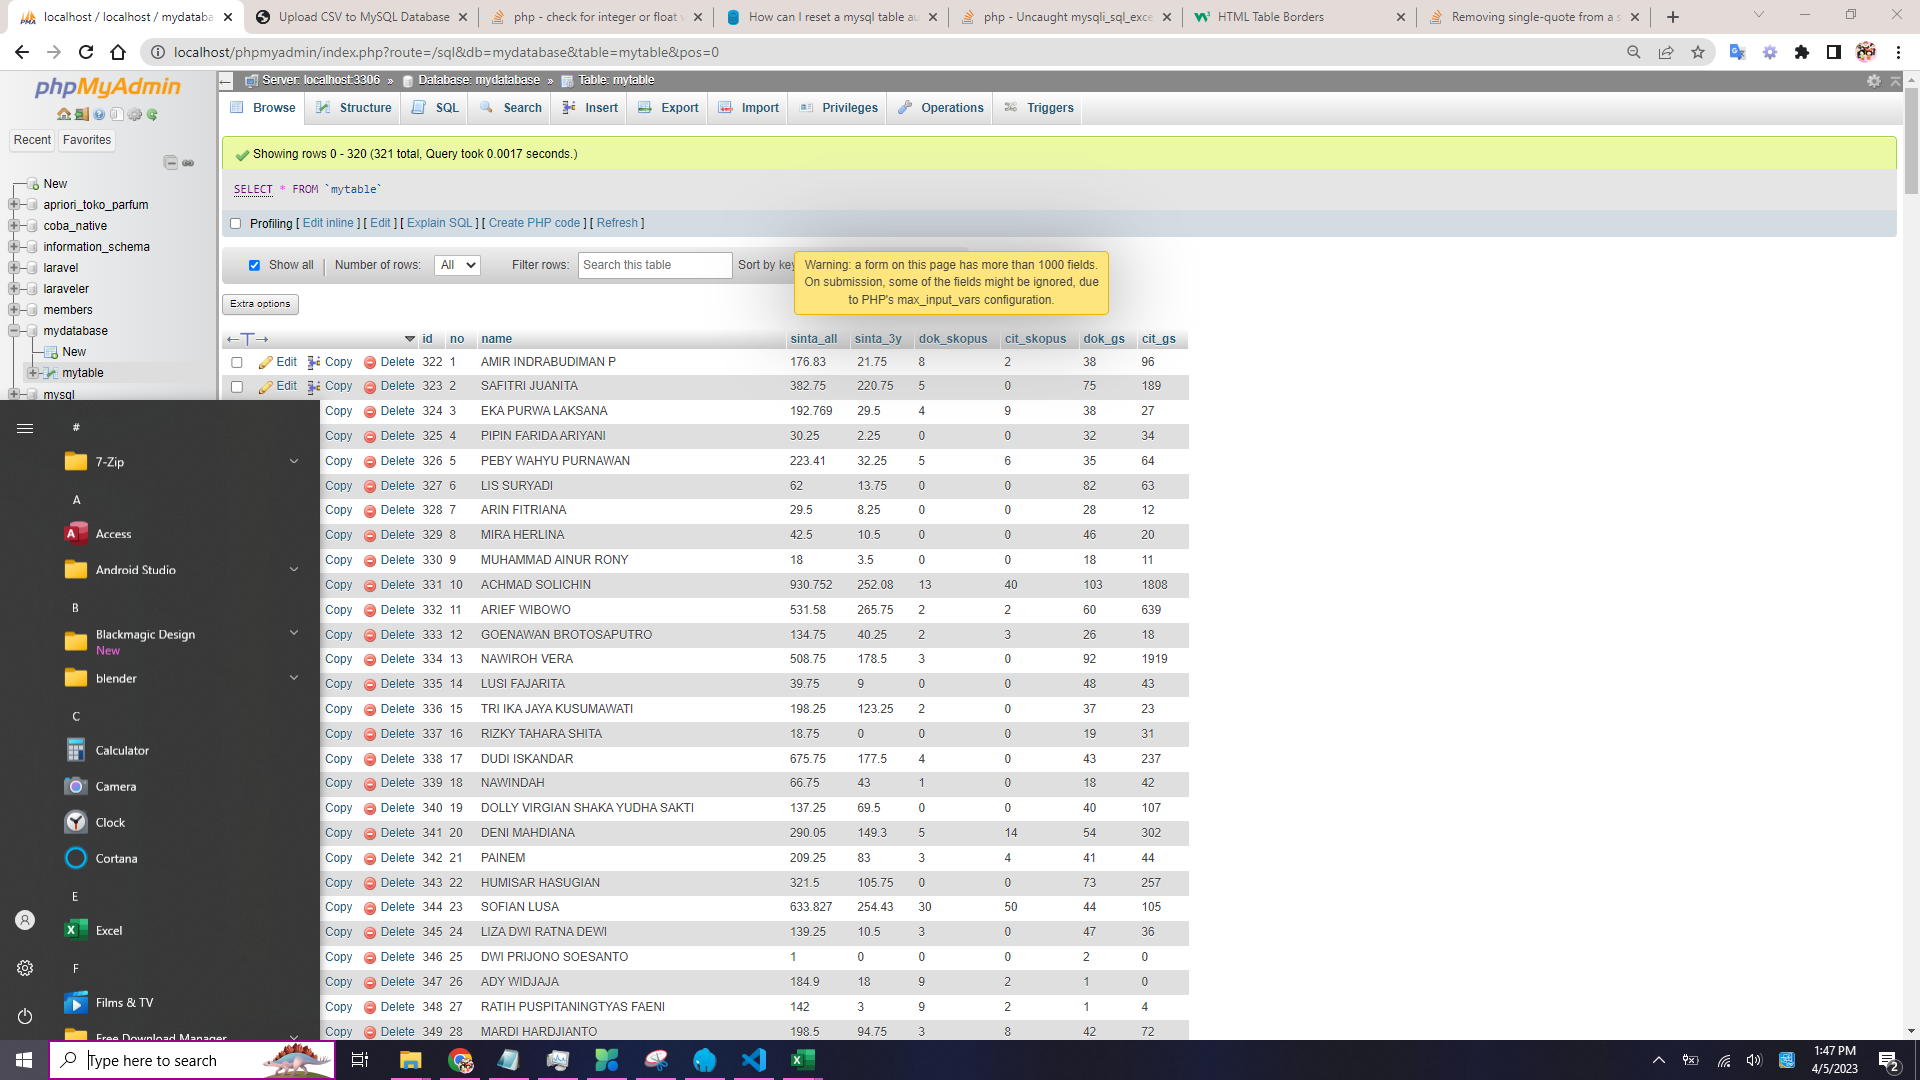 localhost / localhost / mydataba
Upload CSV to MySQL Database
php - check for integer or float v
How can I reset a mysql table au
php - Uncaught mysqli_sql_exce
HTML Table Borders
Removing single-quote from a s
localhost/phpmyadmin/index.php?route=/sql&db=mydatabase&table=mytable&pos=0
phpMyAdmin
Recent
Favorites
New
apriori_toko_parfum
coba_native
information_schema
laravel
laraveler
members
mydatabase
New
mytable
mysql
Server: localhost:3306 » Database: mydatabase » Table: mytable
Browse Structure SQL Search Insert Export Import Privileges Operations Triggers
Showing rows 0 - 320 (321 total, Query took 0.0017 seconds.)
SELECT * FROM `mytable`
Profiling [ Edit inline ] [ Edit ] [ Explain SQL ] [ Create PHP code ] [ Refresh ]
Show all Number of rows: All Filter rows: Search this table Sort by key
Warning: a form on this page has more than 1000 fields.
On submission, some of the fields might be ignored, due
to PHP's max_input_vars configuration.
Extra options
←T→ id no name sinta_all sinta_3y dok_skopus cit_skopus dok_gs cit_gs
Edit Copy Delete 322 1 AMIR INDRABUDIMAN P 176.83 21.75 8 2 38 96
Edit Copy Delete 323 2 SAFITRI JUANITA 382.75 220.75 5 0 75 189
Copy Delete 324 3 EKA PURWA LAKSANA 192.769 29.5 4 9 38 27
Copy Delete 325 4 PIPIN FARIDA ARIYANI 30.25 2.25 0 0 32 34
Copy Delete 326 5 PEBY WAHYU PURNAWAN 223.41 32.25 5 6 35 64
Copy Delete 327 6 LIS SURYADI 62 13.75 0 0 82 63
Copy Delete 328 7 ARIN FITRIANA 29.5 8.25 0 0 28 12
Copy Delete 329 8 MIRA HERLINA 42.5 10.5 0 0 46 20
Copy Delete 330 9 MUHAMMAD AINUR RONY 18 3.5 0 0 18 11
Copy Delete 331 10 ACHMAD SOLICHIN 930.752 252.08 13 40 103 1808
Copy Delete 332 11 ARIEF WIBOWO 531.58 265.75 2 2 60 639
Copy Delete 333 12 GOENAWAN BROTOSAPUTRO 134.75 40.25 2 3 26 18
Copy Delete 334 13 NAWIROH VERA 508.75 178.5 3 0 92 1919
Copy Delete 335 14 LUSI FAJARITA 39.75 9 0 0 48 43
Copy Delete 336 15 TRI IKA JAYA KUSUMAWATI 198.25 123.25 2 0 37 23
Copy Delete 337 16 RIZKY TAHARA SHITA 18.75 0 0 0 19 31
Copy Delete 338 17 DUDI ISKANDAR 675.75 177.5 4 0 43 237
Copy Delete 339 18 NAWINDAH 66.75 43 1 0 18 42
Copy Delete 340 19 DOLLY VIRGIAN SHAKA YUDHA SAKTI 137.25 69.5 0 0 40 107
Copy Delete 341 20 DENI MAHDIANA 290.05 149.3 5 14 54 302
Copy Delete 342 21 PAINEM 209.25 83 3 4 41 44
Copy Delete 343 22 HUMISAR HASUGIAN 321.5 105.75 0 0 73 257
Copy Delete 344 23 SOFIAN LUSA 633.827 254.43 30 50 44 105
Copy Delete 345 24 LIZA DWI RATNA DEWI 139.25 10.5 3 0 47 36
Copy Delete 346 25 DWI PRIJONO SOESANTO 1 0 0 0 2 0
Copy Delete 347 26 ADY WIDJAJA 184.9 18 9 2 1 0
Copy Delete 348 27 RATIH PUSPITANINGTYAS FAENI 142 3 9 2 1 4
Copy Delete 349 28 MARDI HARDJIANTO 198.5 94.75 3 8 42 72
#
7-Zip
A
Access
Android Studio
B
Blackmagic Design
New
blender
C
Calculator
Camera
Clock
Cortana
E
Excel
F
Films & TV
Free Download Manager
Type here to search
1:47 PM
4/5/2023
2